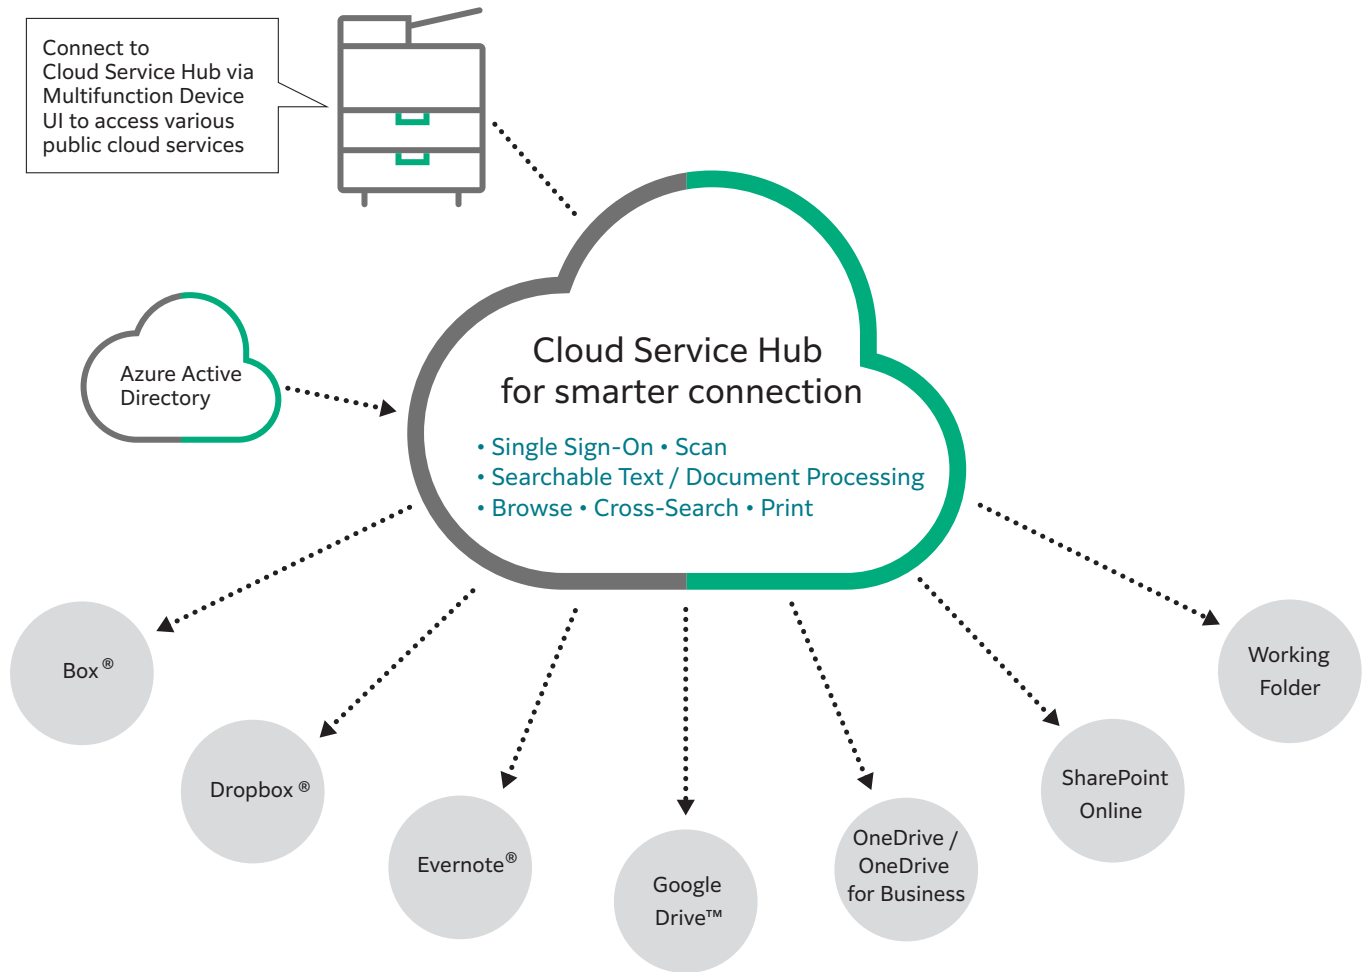 Connect to
Cloud Service Hub via
Multifunction Device
UI to access various
public cloud services
Azure Active
Directory
Cloud Service Hub
for smarter connection
• Single Sign-On • Scan
• Searchable Text / Document Processing
• Browse • Cross-Search • Print
Box®
Dropbox®
Evernote®
Google
Drive™
OneDrive /
OneDrive
for Business
SharePoint
Online
Working
Folder